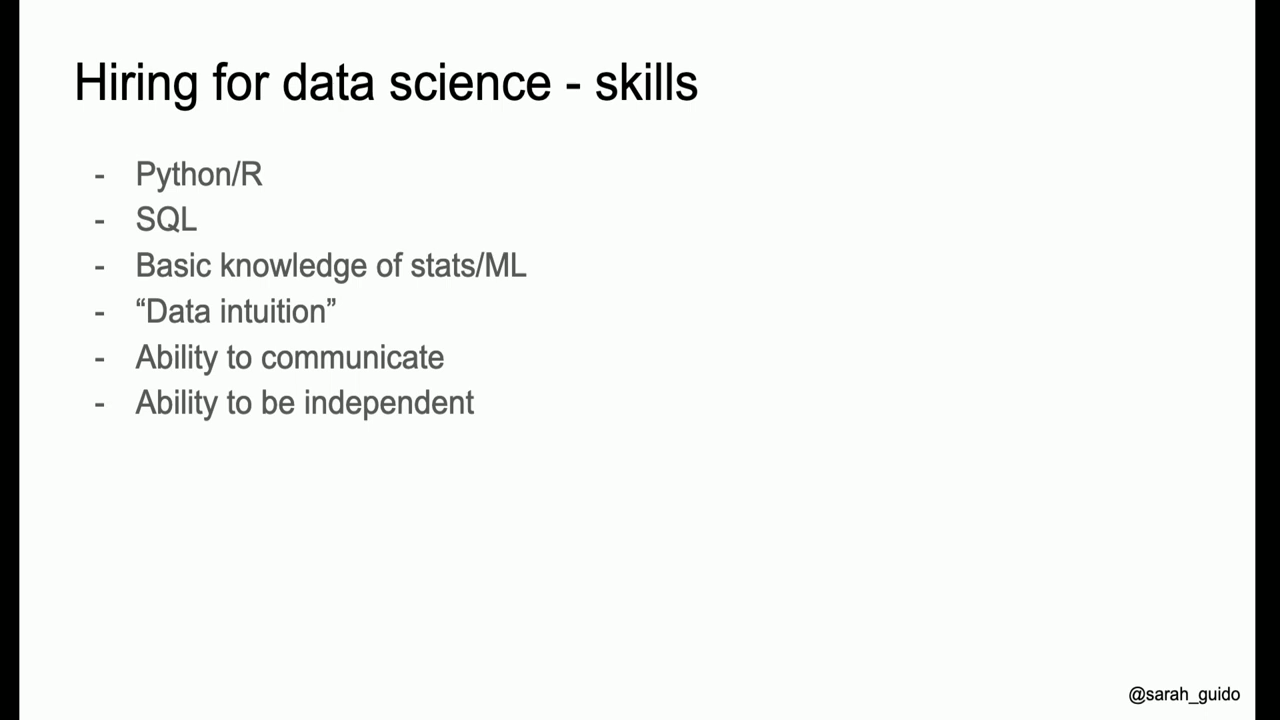 Hiring for data science - skills
- Python/R
- SQL
- Basic knowledge of stats/ML
- “Data intuition”
- Ability to communicate
- Ability to be independent
@sarah_guido